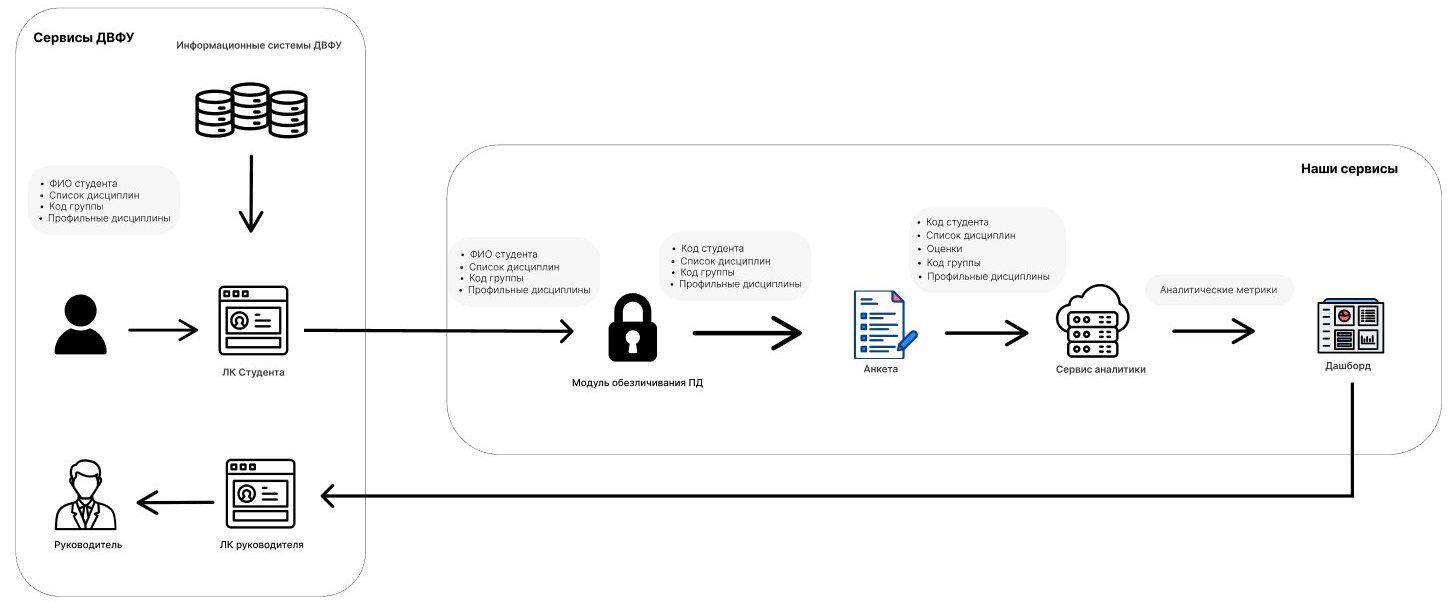 Сервисы ДВФУ
Информационные системы ДВФУ
• ФИО студента
• Список дисциплин
• Код группы
• Профильные дисциплины
ЛК Студента
Руководитель
ЛК руководителя
Наши сервисы
• ФИО студента
• Список дисциплин
• Код группы
• Профильные дисциплины
Модуль обезличивания ПД
• Код студента
• Список дисциплин
• Код группы
• Профильные дисциплины
Анкета
• Код студента
• Список дисциплин
• Оценки
• Код группы
• Профильные дисциплины
Сервис аналитики
Аналитические метрики
Дашборд